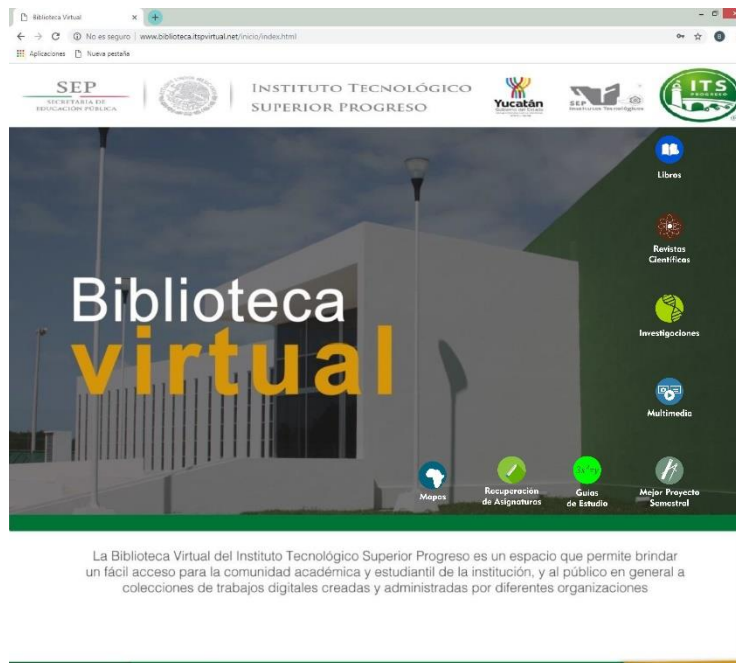 Biblioteca Virtual
No es seguro | www.biblioteca.itspvirtual.net/inicio/index.html
Aplicaciones Nueva pestaña
SEP
SECRETARÍA DE
EDUCACIÓN PÚBLICA
INSTITUTO TECNOLÓGICO
SUPERIOR PROGRESO
Yucatán
SEP
ITS
PROGRESO
Libros
Revistas
Científicas
Investigaciones
Multimedia
Biblioteca
virtual
Mapas
Recuperación
de Asignaturas
Guías
de Estudio
Mejor Proyecto
Semestral
La Biblioteca Virtual del Instituto Tecnológico Superior Progreso es un espacio que permite brindar
un fácil acceso para la comunidad académica y estudiantil de la institución, y al público en general a
colecciones de trabajos digitales creadas y administradas por diferentes organizaciones